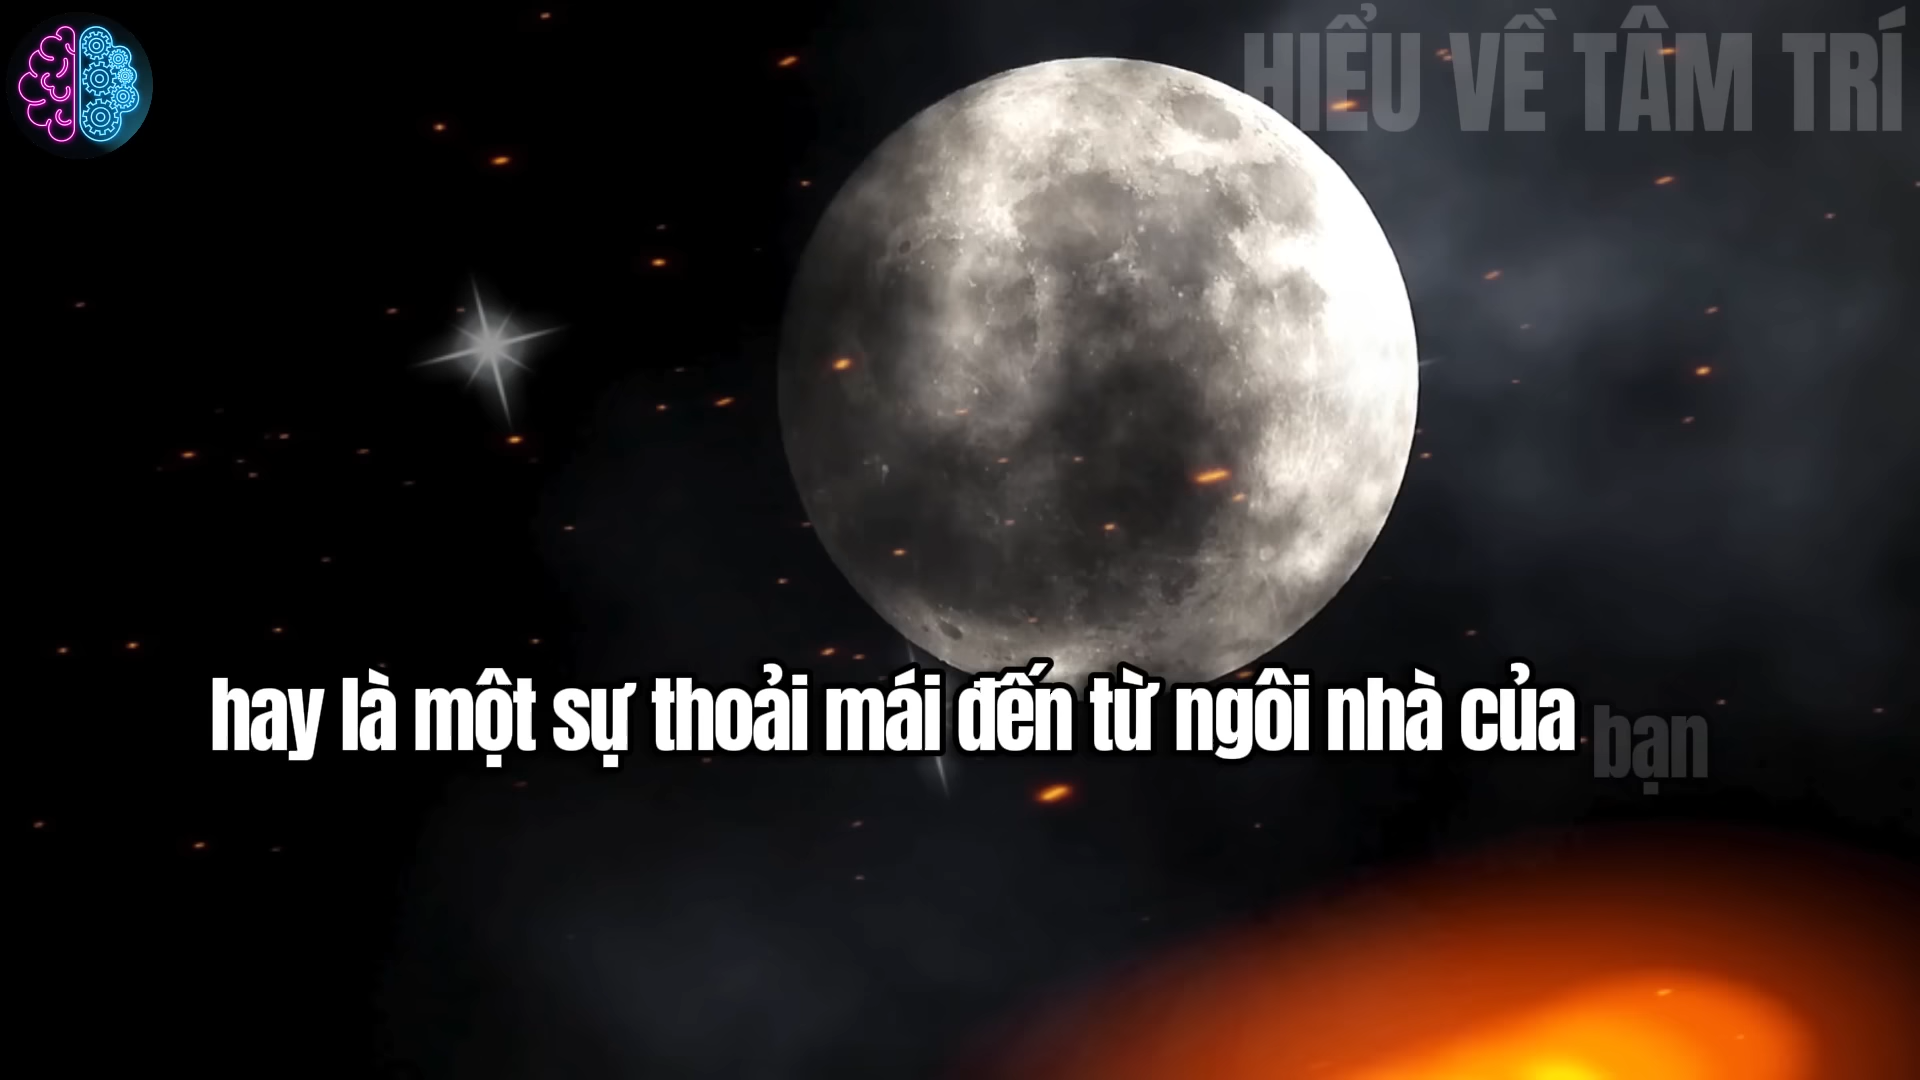 HIỂU VỀ TÂM TRÍ
hay là một sự thoải mái đến từ ngôi nhà của bạn